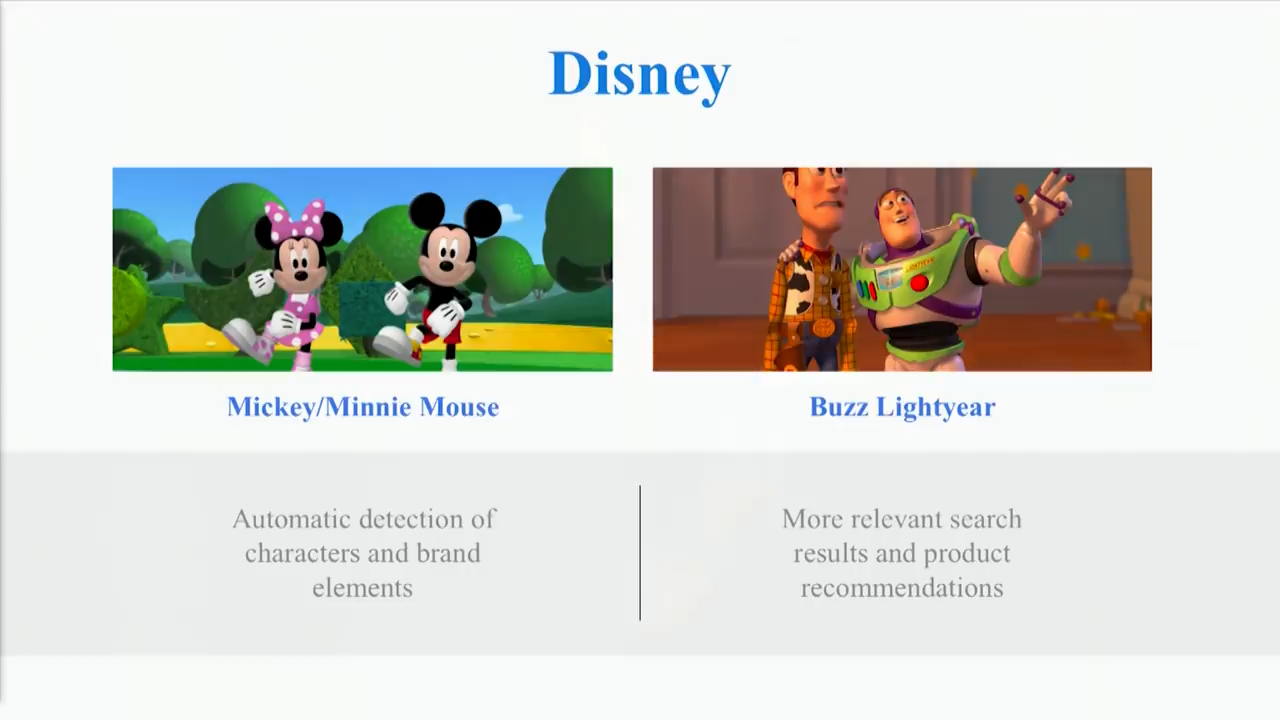 Disney
LIGHTYEAR
Mickey/Minnie Mouse
Buzz Lightyear
Automatic detection of
characters and brand
elements
More relevant search
results and product
recommendations